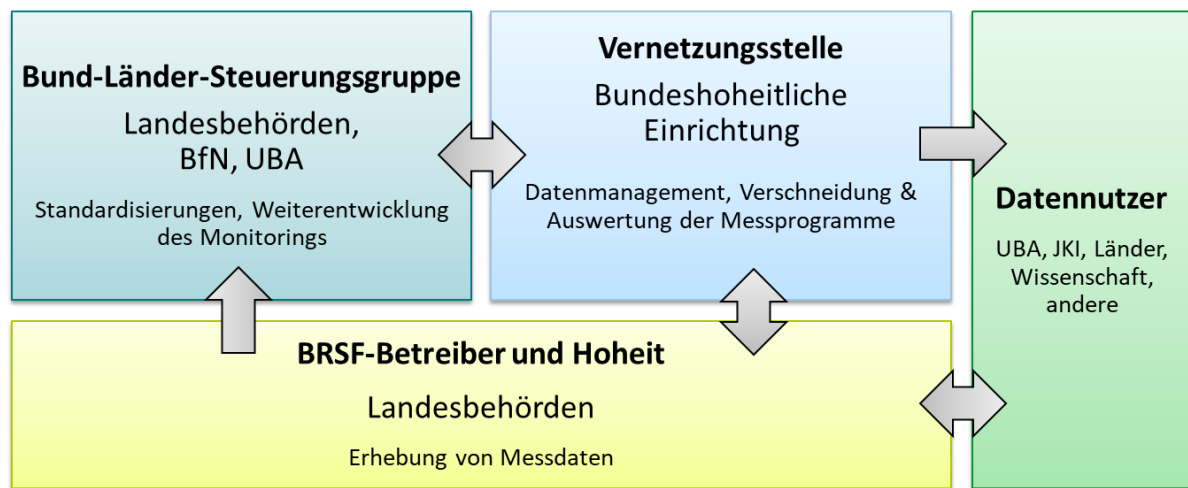 Bund-Länder-Steuerungsgruppe
Landesbehörden,
BfN, UBA
Standardisierungen, Weiterentwicklung
des Monitorings
Vernetzungsstelle
Bundeshoheitliche
Einrichtung
Datenmanagement, Verschneidung &
Auswertung der Messprogramme
Datennutzer
UBA, JKI, Länder,
Wissenschaft,
andere
BRSF-Betreiber und Hoheit
Landesbehörden
Erhebung von Messdaten